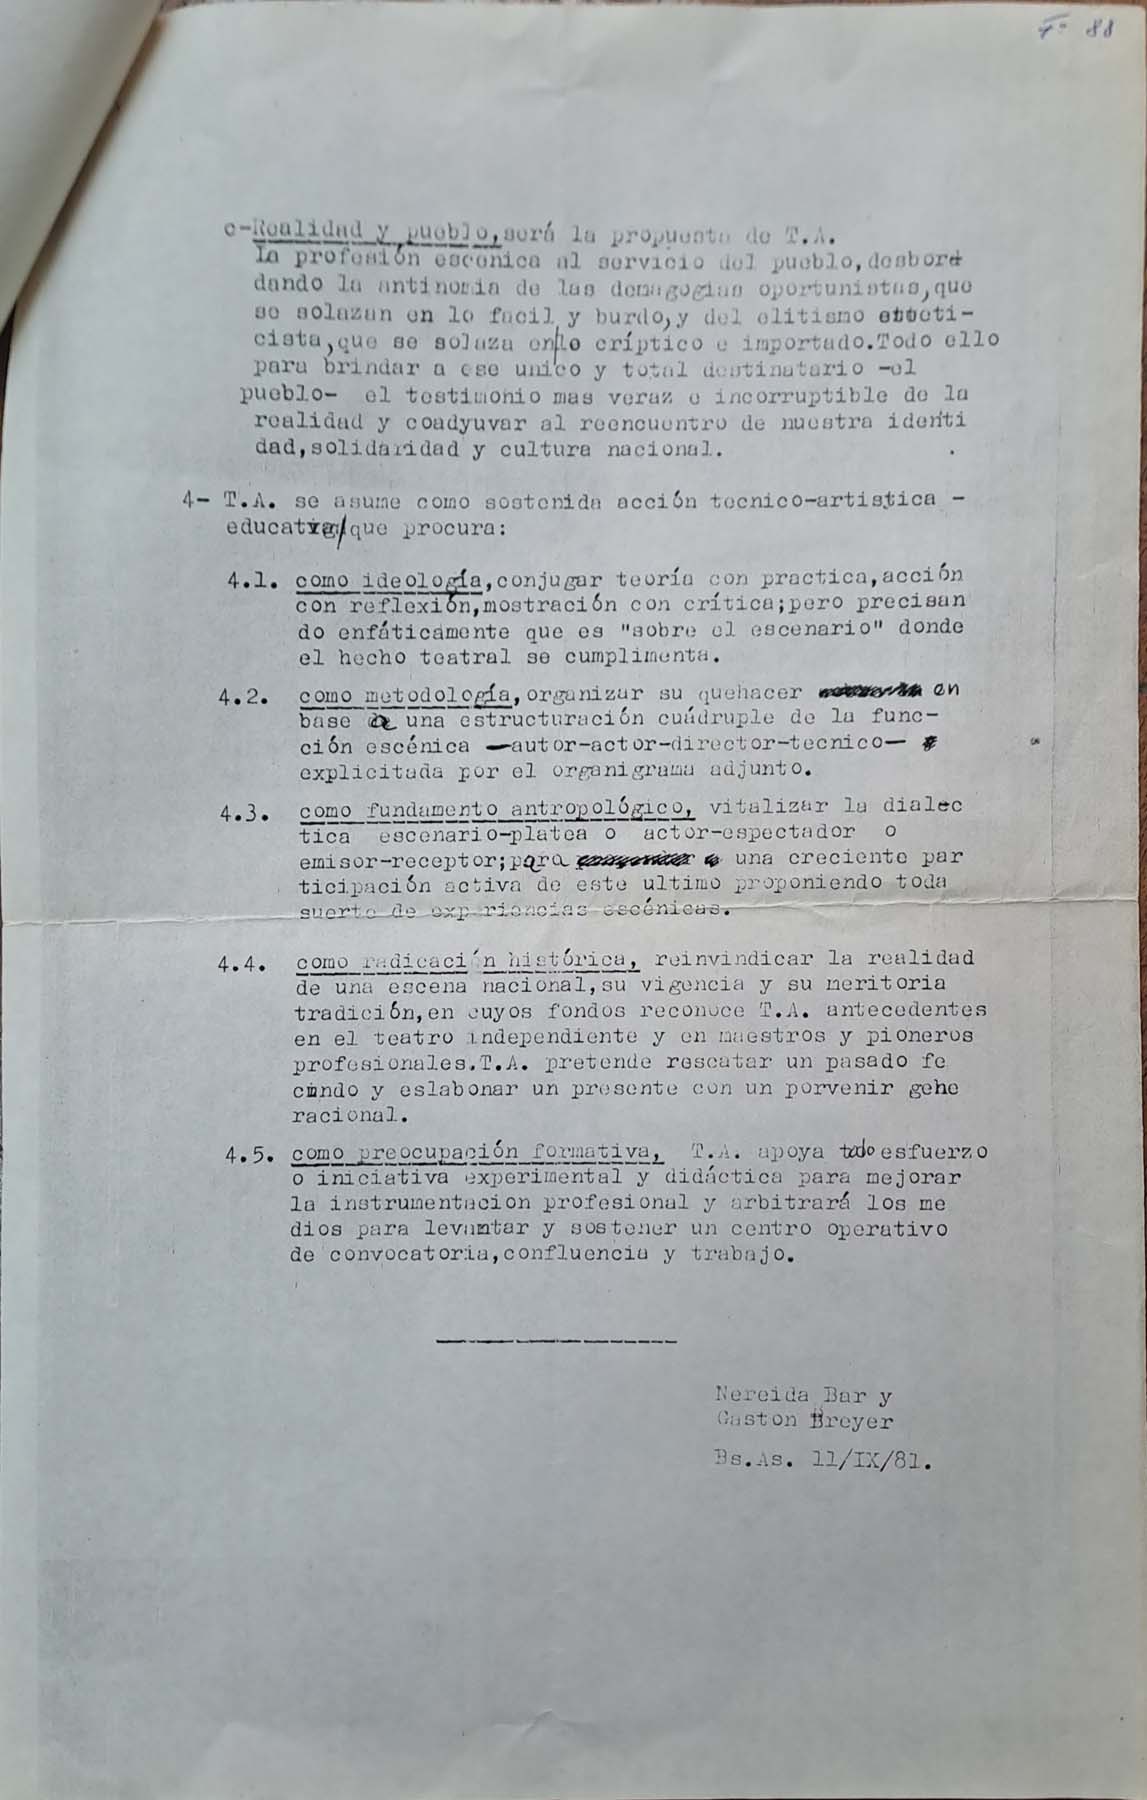 Fº 88
c-Realidad y pueblo,será la propuesta de T.A.
La profesión escenica al servicio del pueblo,desbor
dando la antinomia de las demagogias oportunistas,que
se solazan en lo facil y burdo,y del elitismo esteti-
cista,que se solaza en/lo críptico e importado.Todo ello
para brindar a ese unico y total destinatario -el
pueblo- el testimonio mas veraz e incorruptible de la
realidad y coadyuvar al reencuentro de nuestra identi
dad,solidaridad y cultura nacional.
4- T.A. se asume como sostenida acción tecnico-artistica -
educativa/que procura:
4.1. como ideología,conjugar teoría con practica,acción
con reflexión,mostración con crítica;pero precisan
do enfáticamente que es "sobre el escenario" donde
el hecho teatral se cumplimenta.
4.2. como metodología,organizar su quehacer en
base a una estructuración cuádruple de la func-
ción escénica —autor-actor-director-tecnico—
explicitada por el organigrama adjunto.
4.3. como fundamento antropológico, vitalizar la dialec
tica escenario-platea o actor-espectador o
emisor-receptor;para una creciente par
ticipación activa de este ultimo proponiendo toda
suerte de experiencias escénicas.
4.4. como radicación histórica, reinvindicar la realidad
de una escena nacional,su vigencia y su meritoria
tradición,en cuyos fondos reconoce T.A. antecedentes
en el teatro independiente y en maestros y pioneros
profesionales.T.A. pretende rescatar un pasado fe
cundo y eslabonar un presente con un porvenir gene
racional.
4.5. como preocupación formativa, T.A. apoya todo esfuerzo
o iniciativa experimental y didáctica para mejorar
la instrumentacion profesional y arbitrará los me
dios para levantar y sostener un centro operativo
de convocatoria,confluencia y trabajo.
Nereida Bar y
Gaston Breyer
Bs.As. 11/IX/81.